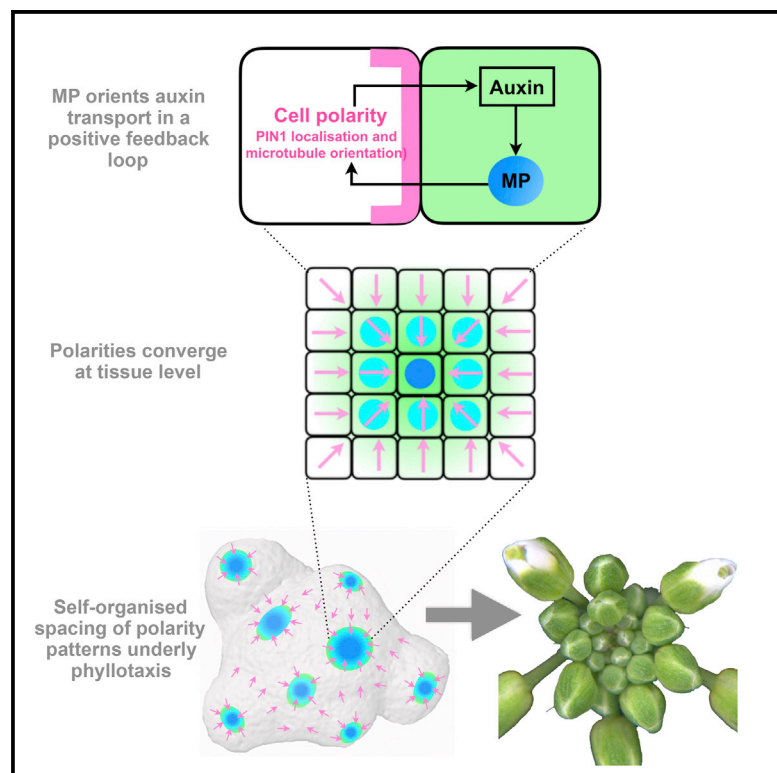 MP orients auxin
transport in a
positive feedback
loop
Auxin
Cell polarity
PIN1 localisation and
microtubule orientation)
MP
Polarities converge
at tissue level
Self-organised
spacing of polarity
patterns underly
phyllotaxis